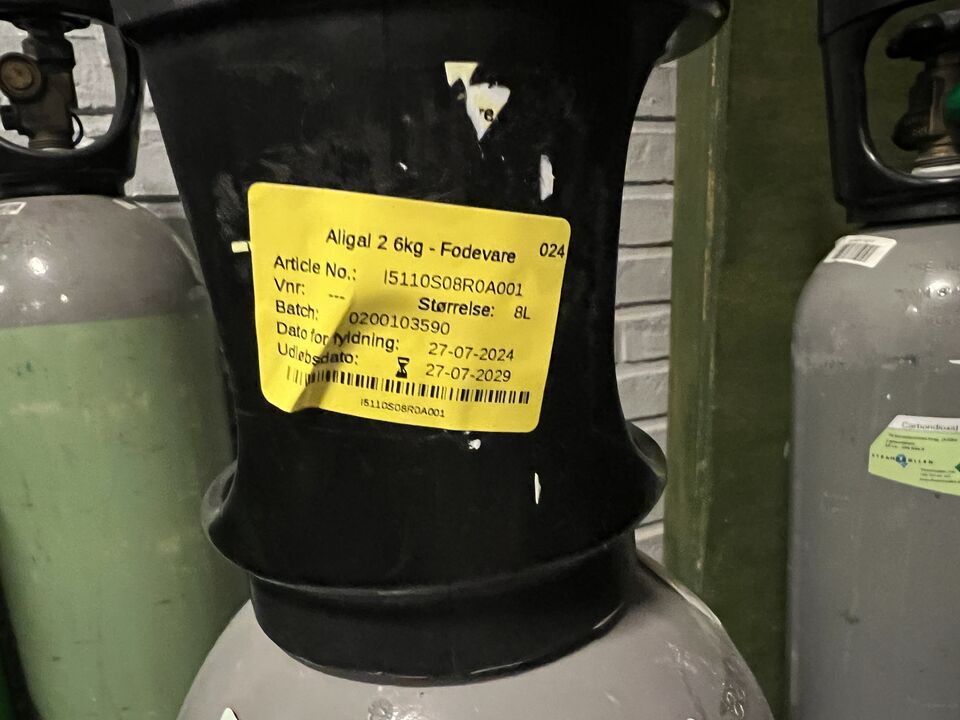 re.
Aligal 2 6kg - Fodevare 024
Article No.: I5110S08R0A001
Vnr: --- Størrelse: 8L
Batch: 0200103590
Dato for fyldning: 27-07-2024
Udløbsdato: 27-07-2029
I5110S08R0A001
Carbondioxid